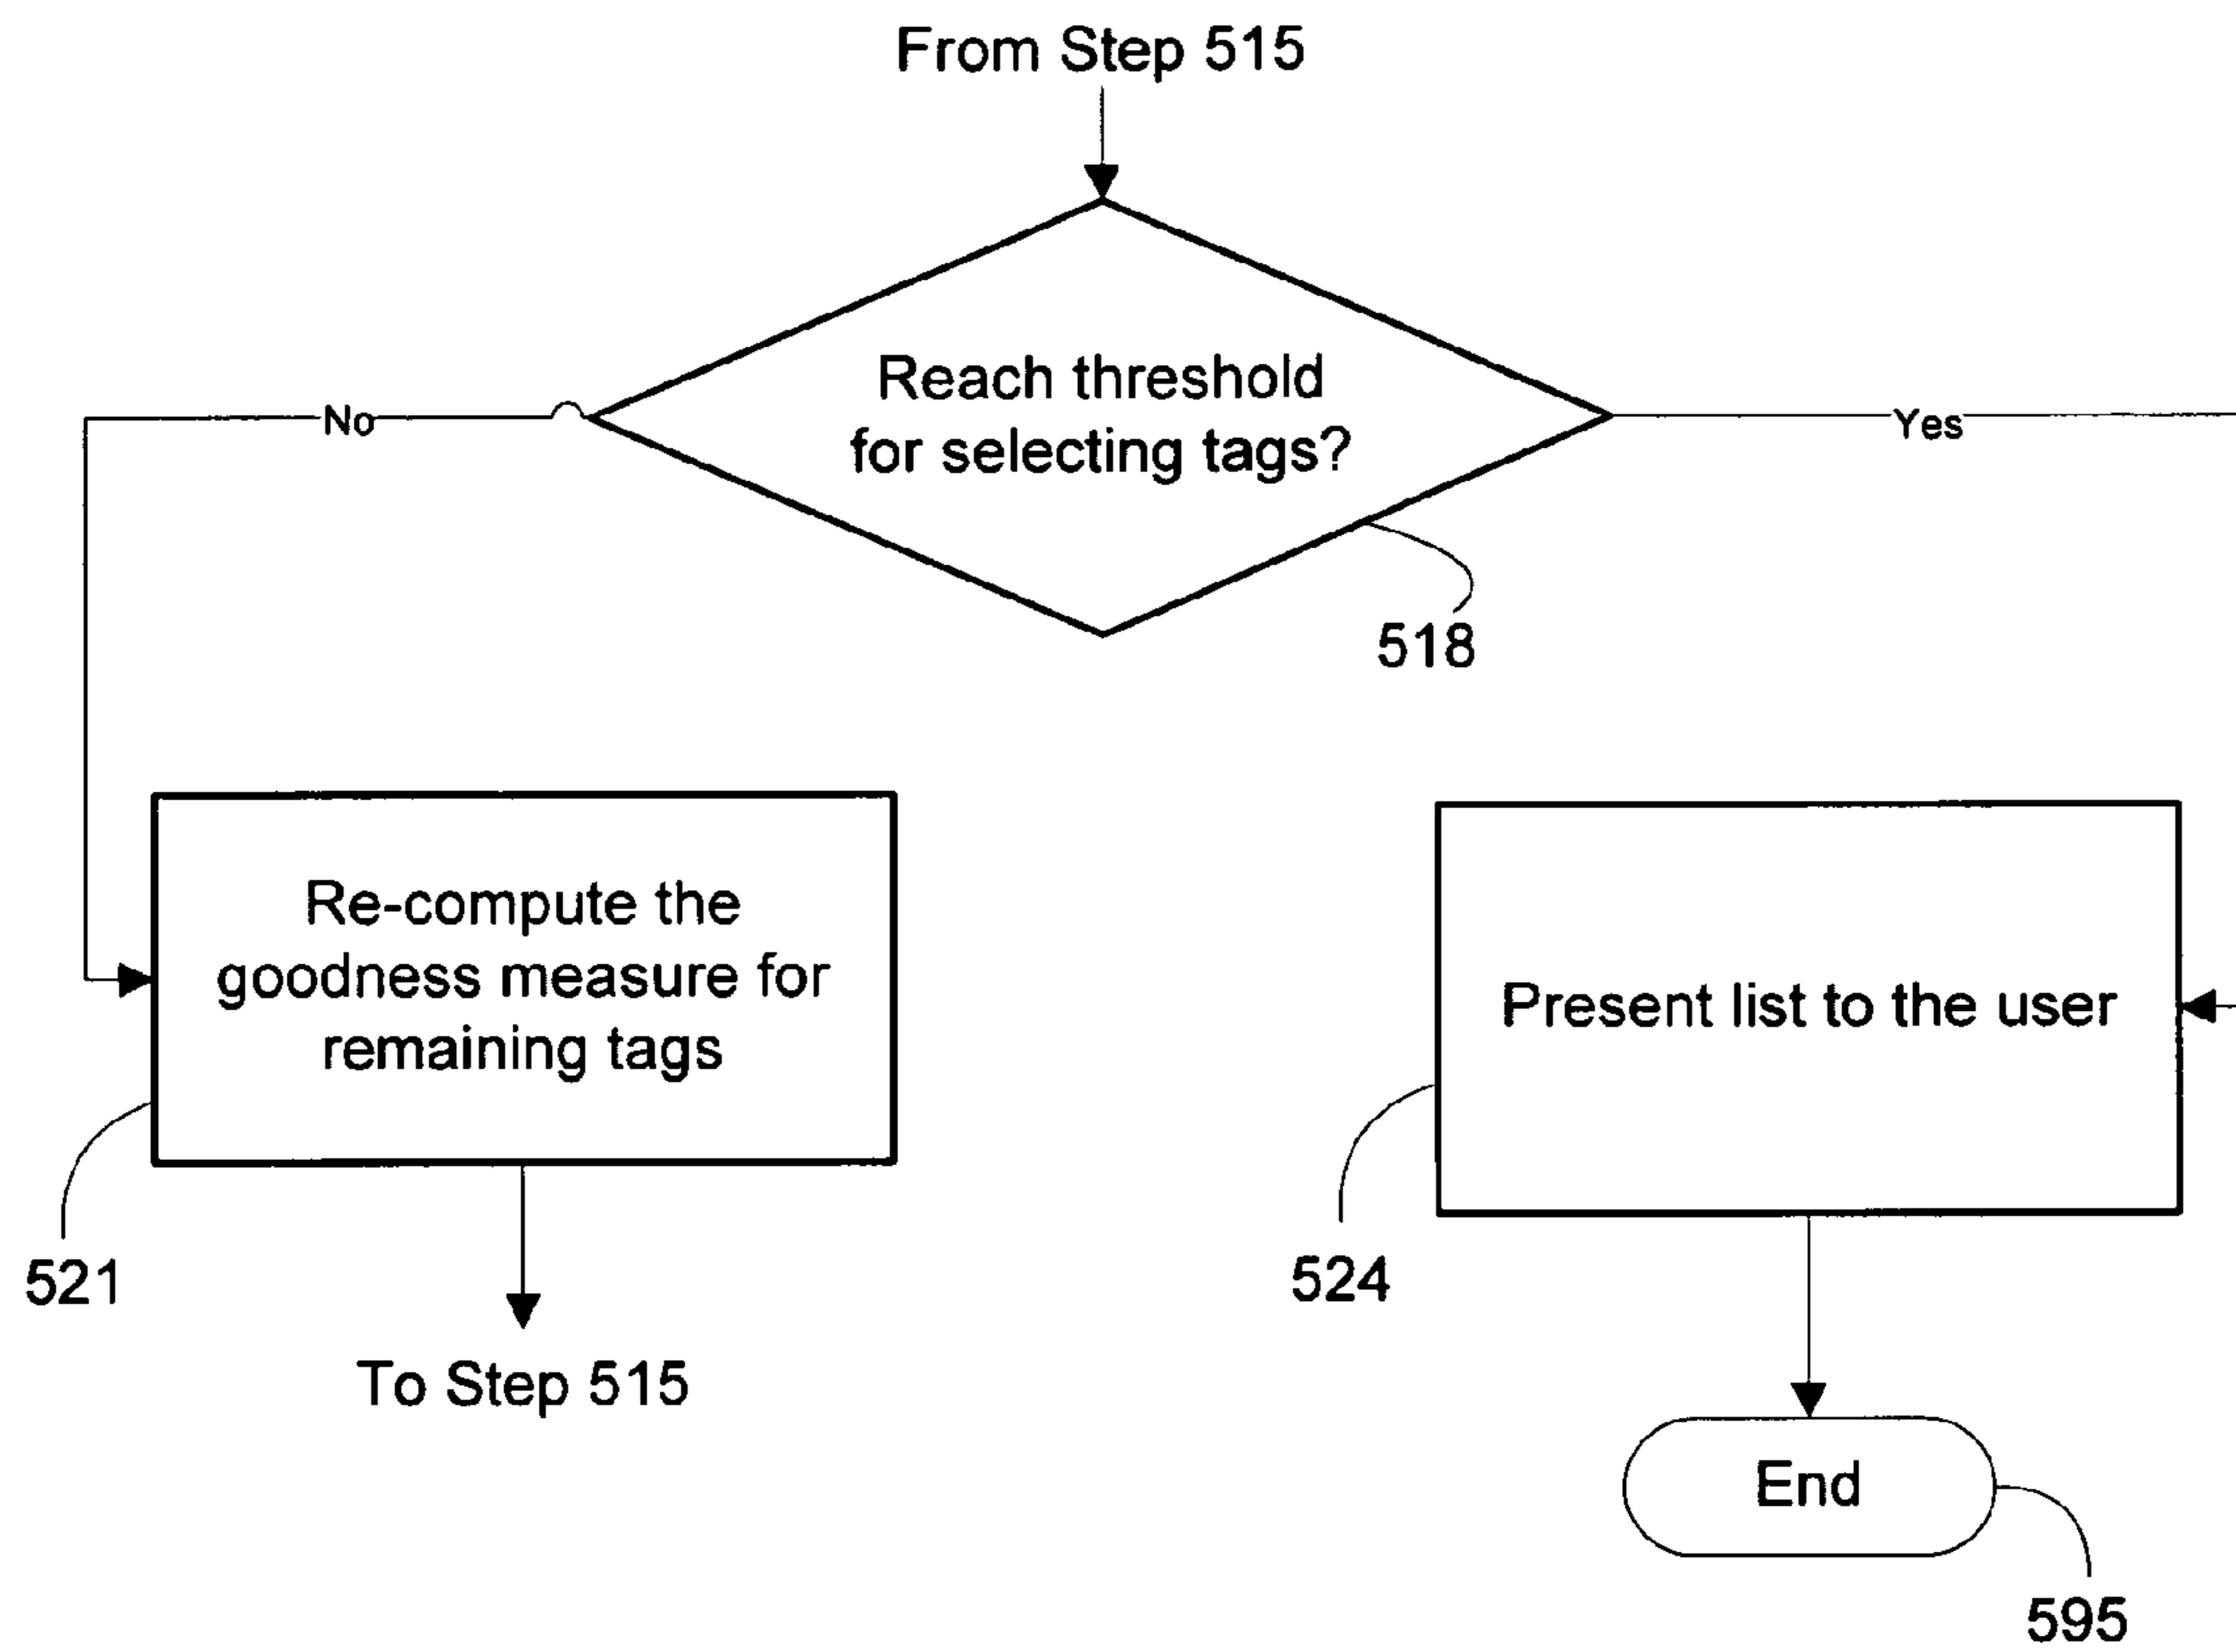 From Step 515
Reach threshold
for selecting tags?
No
Yes
518
Re-compute the
goodness measure for
remaining tags
521
To Step 515
Present list to the user
524
End
595